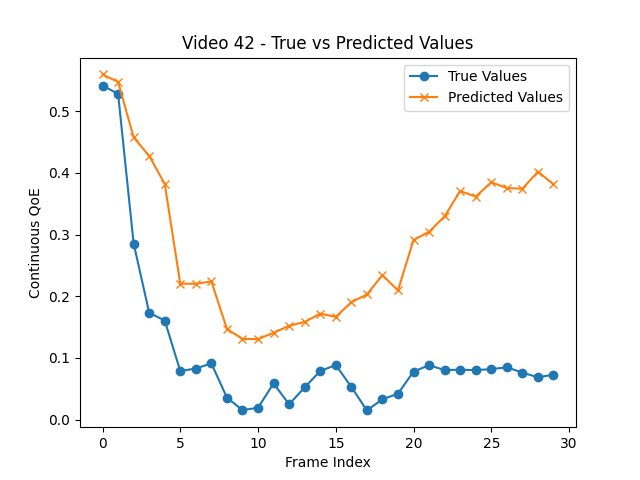 Video 42 - True vs Predicted Values
True Values
Predicted Values
Continuous QoE
0.5
0.4
0.3
0.2
0.1
0.0
0 5 10 15 20 25 30
Frame Index